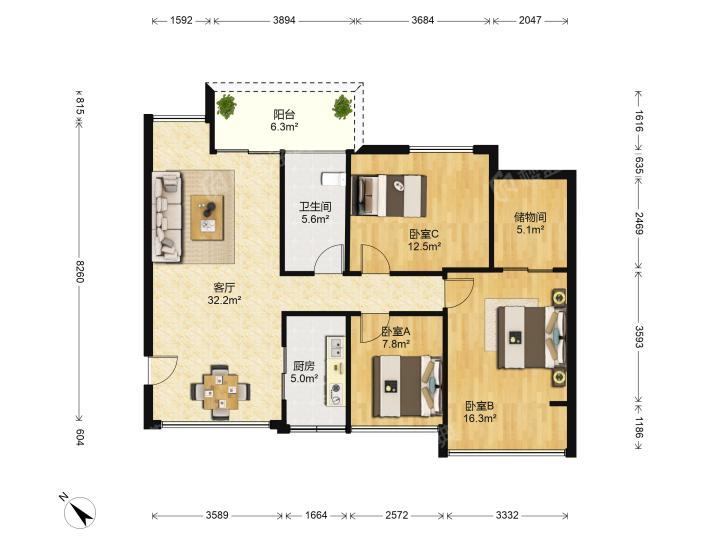 1592 3894 3684 2047
815
8260
604
1616
635
2469
3593
1186
阳台
6.3m²
卫生间
5.6m²
卧室C
12.5m²
储物间
5.1m²
客厅
32.2m²
厨房
5.0m²
卧室A
7.8m²
卧室B
16.3m²
N
3589 1664 2572 3332